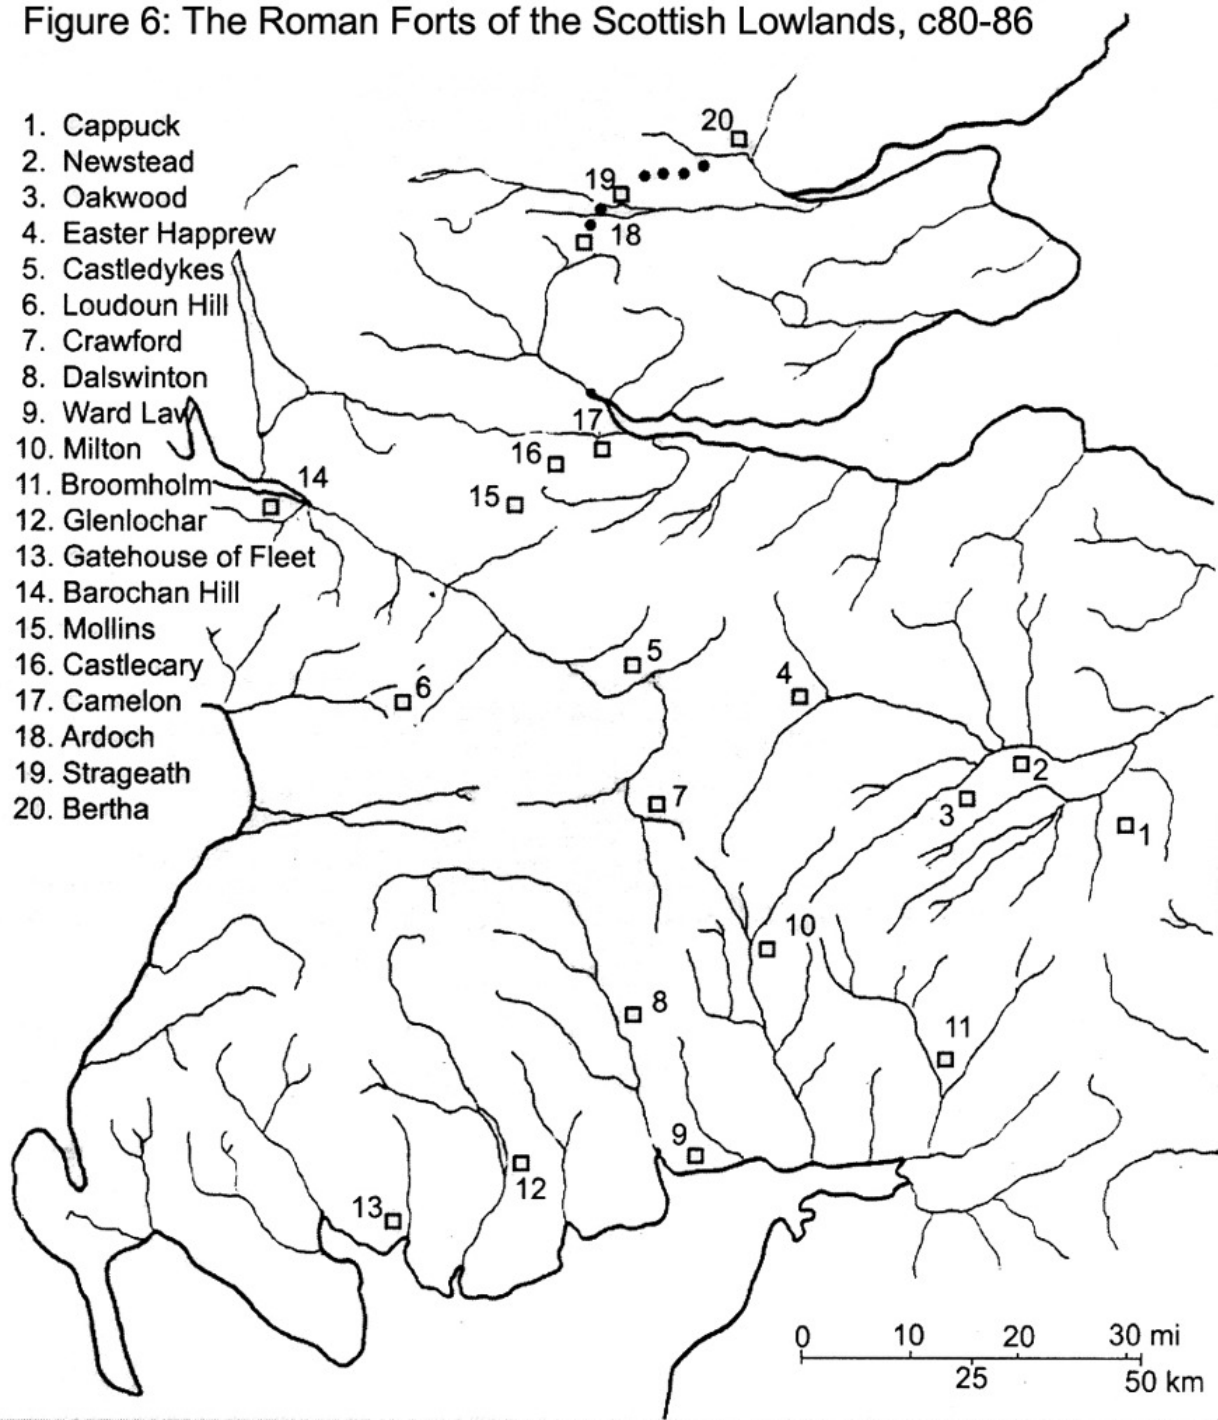 Figure 6: The Roman Forts of the Scottish Lowlands, c80-86
1. Cappuck
2. Newstead
3. Oakwood
4. Easter Happrew
5. Castledykes
6. Loudoun Hill
7. Crawford
8. Dalswinton
9. Ward Law
10. Milton
11. Broomholm
12. Glenlochar
13. Gatehouse of Fleet
14. Barochan Hill
15. Mollins
16. Castlecary
17. Camelon
18. Ardoch
19. Strageath
20. Bertha
20
19
18
17
16
14
15
5
4
6
2
7
3
1
10
8
11
9
12
13
0 10 20 30 mi
25 50 km